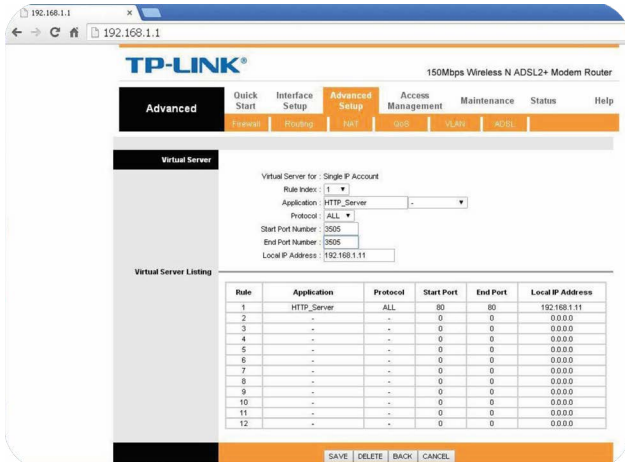 192.168.1.1
192.168.1.1
TP-LINK®
150Mbps Wireless N ADSL2+ Modem Router
Advanced
Quick Start
Interface Setup
Advanced Setup
Access Management
Maintenance
Status
Help
Firewall Routing NAT QoS VLAN ADSL
Virtual Server
Virtual Server for : Single IP Account
Rule Index : 1
Application : HTTP_Server -
Protocol : ALL
Start Port Number : 3505
End Port Number : 3505
Local IP Address : 192.168.1.11
Virtual Server Listing
Rule Application Protocol Start Port End Port Local IP Address
1 HTTP_Server ALL 80 80 192.168.1.11
2 - - 0 0 0.0.0.0
3 - - 0 0 0.0.0.0
4 - - 0 0 0.0.0.0
5 - - 0 0 0.0.0.0
6 - - 0 0 0.0.0.0
7 - - 0 0 0.0.0.0
8 - - 0 0 0.0.0.0
9 - - 0 0 0.0.0.0
10 - - 0 0 0.0.0.0
11 - - 0 0 0.0.0.0
12 - - 0 0 0.0.0.0
SAVE DELETE BACK CANCEL